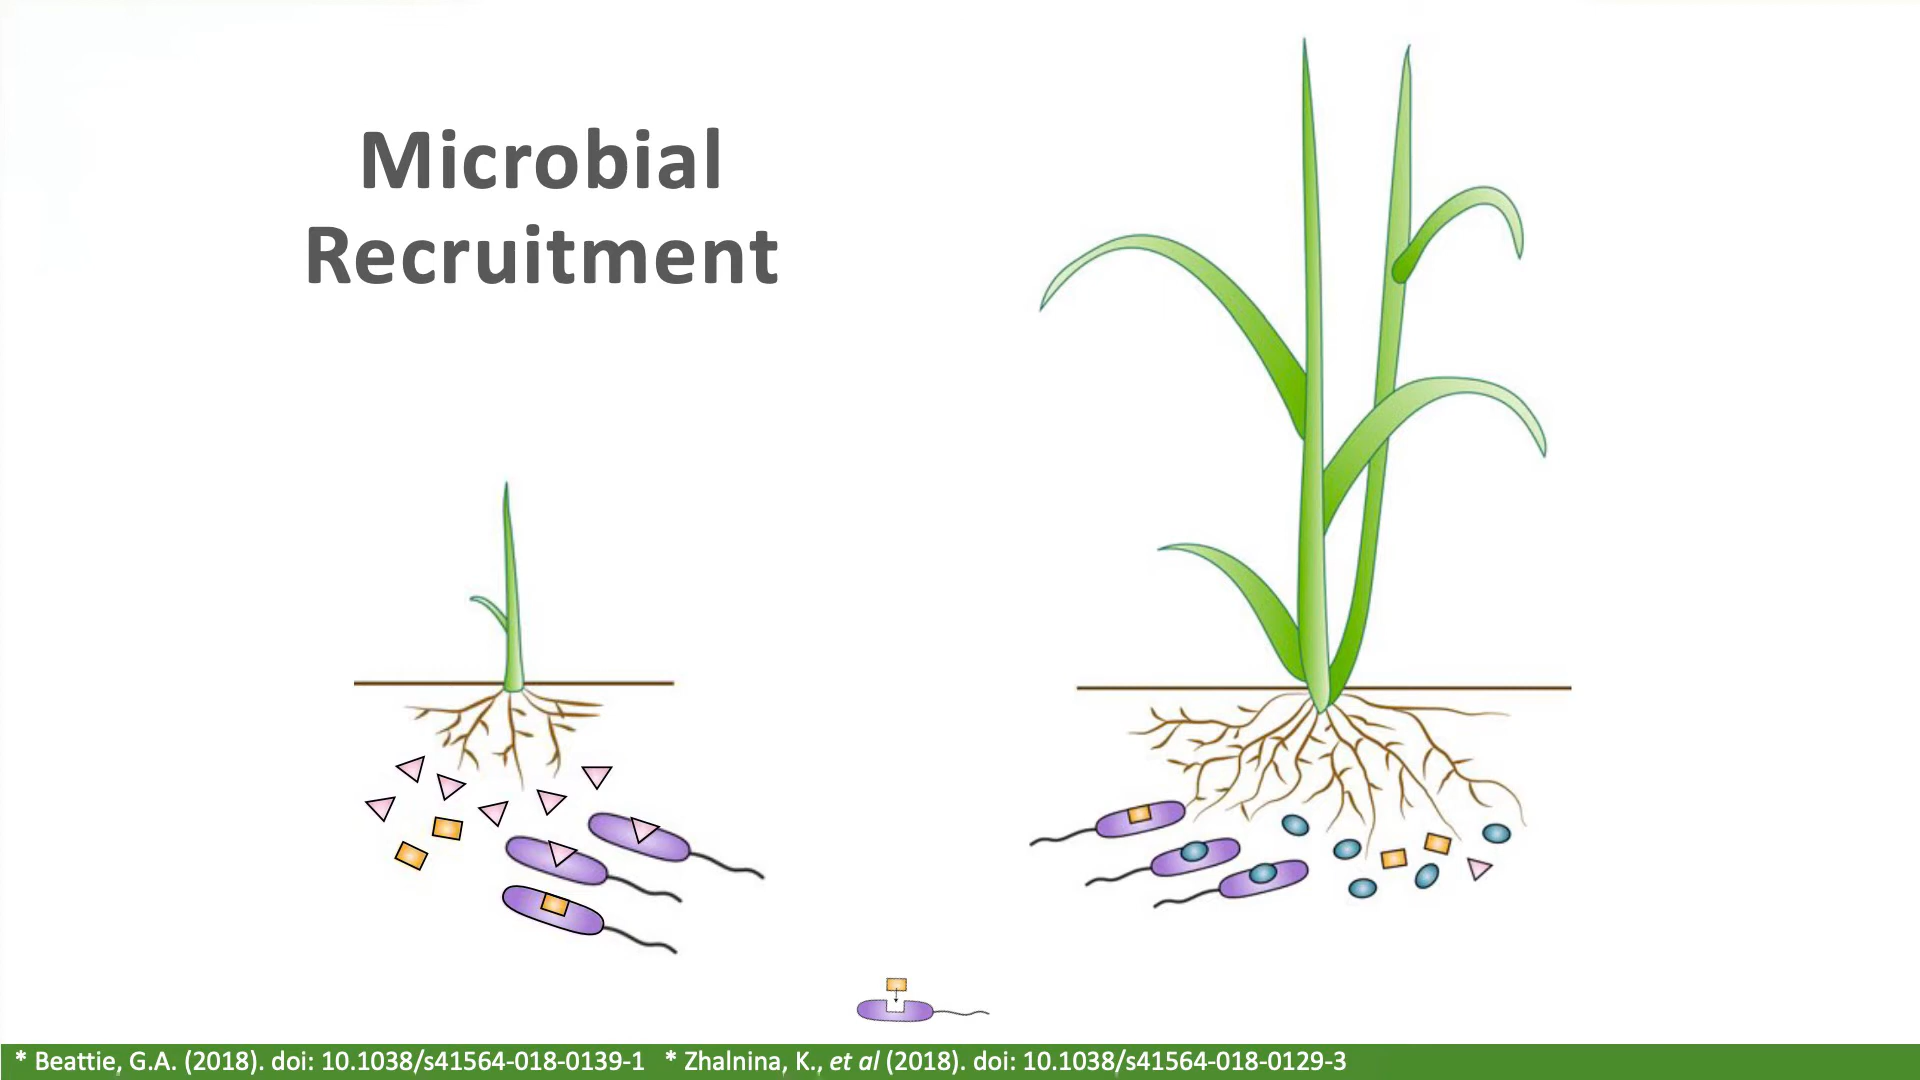 Microbial
Recruitment
* Beattie, G.A. (2018). doi: 10.1038/s41564-018-0139-1 * Zhalnina, K., et al (2018). doi: 10.1038/s41564-018-0129-3